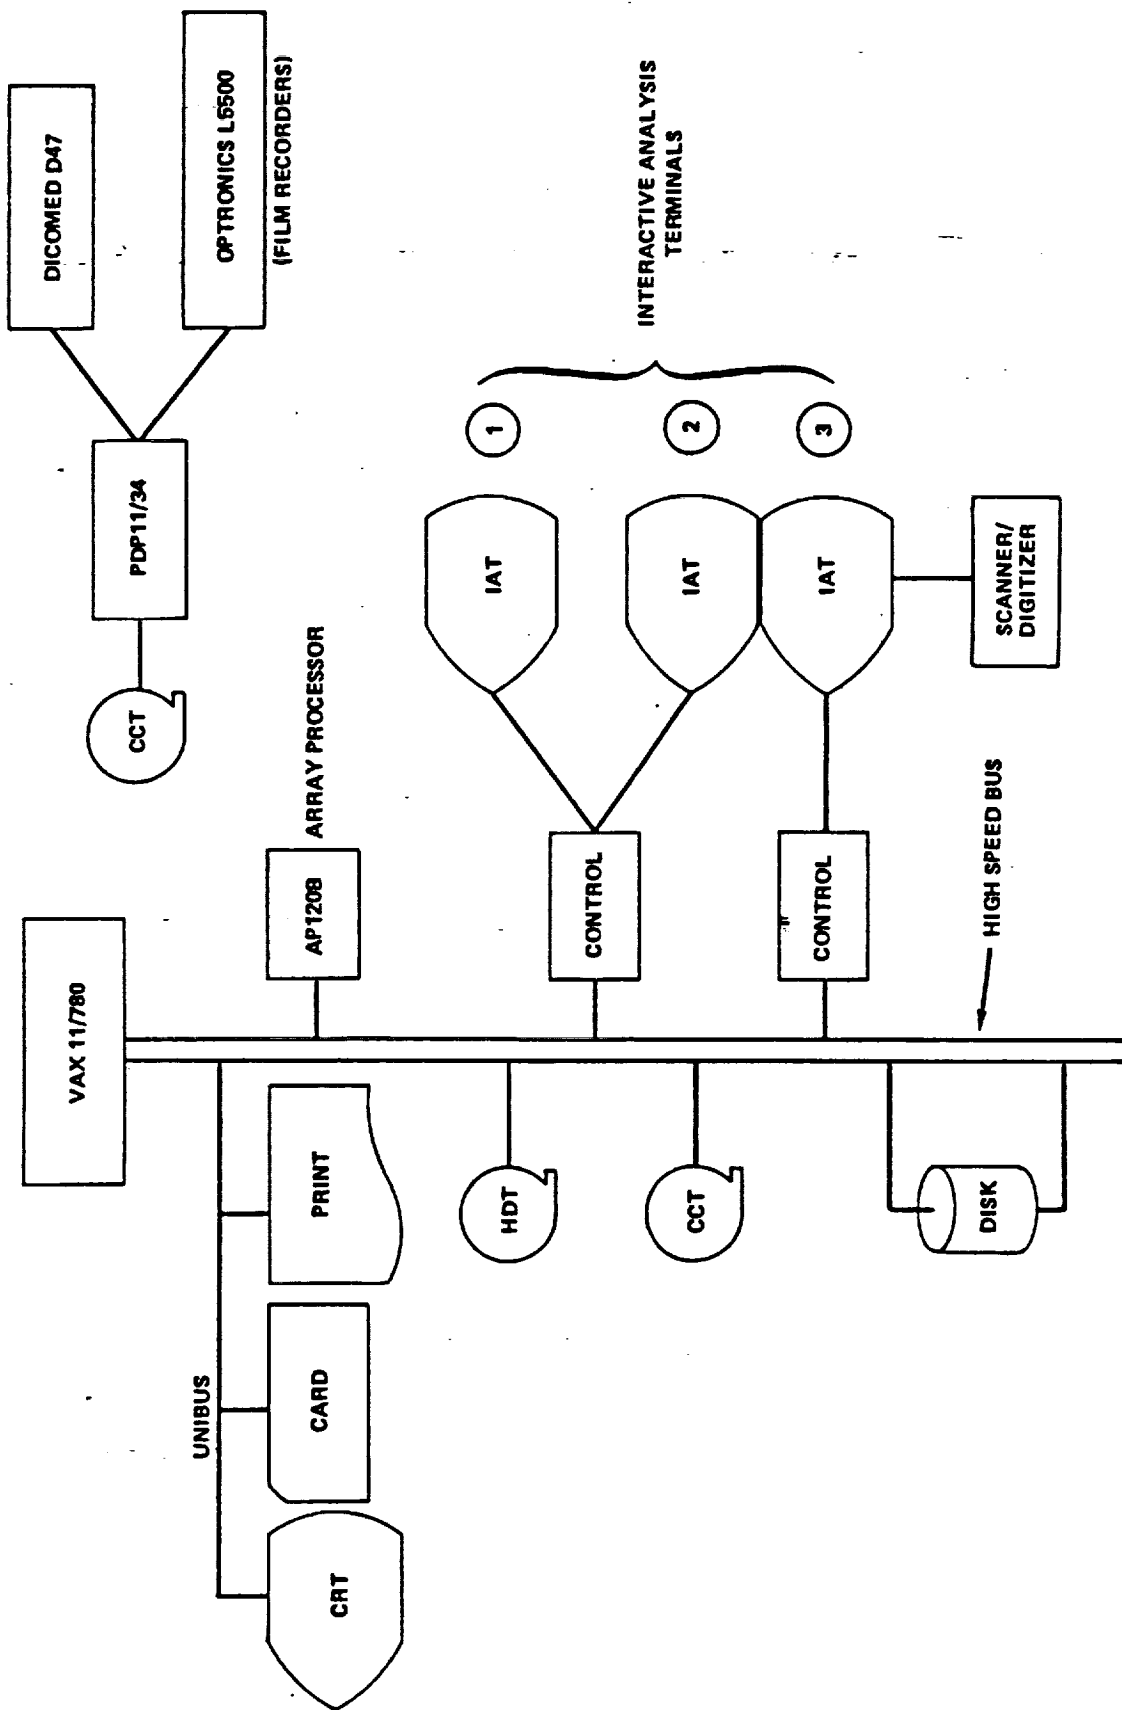 DICOMED D47
OPTRONICS L5500
(FILM RECORDERS)
PDP11/34
CCT
VAX 11/780
AP120B
ARRAY PROCESSOR
UNIBUS
CRT
CARD
PRINT
HDT
CCT
DISK
CONTROL
CONTROL
IAT
IAT
IAT
1
2
3
INTERACTIVE ANALYSIS
TERMINALS
SCANNER/
DIGITIZER
HIGH SPEED BUS